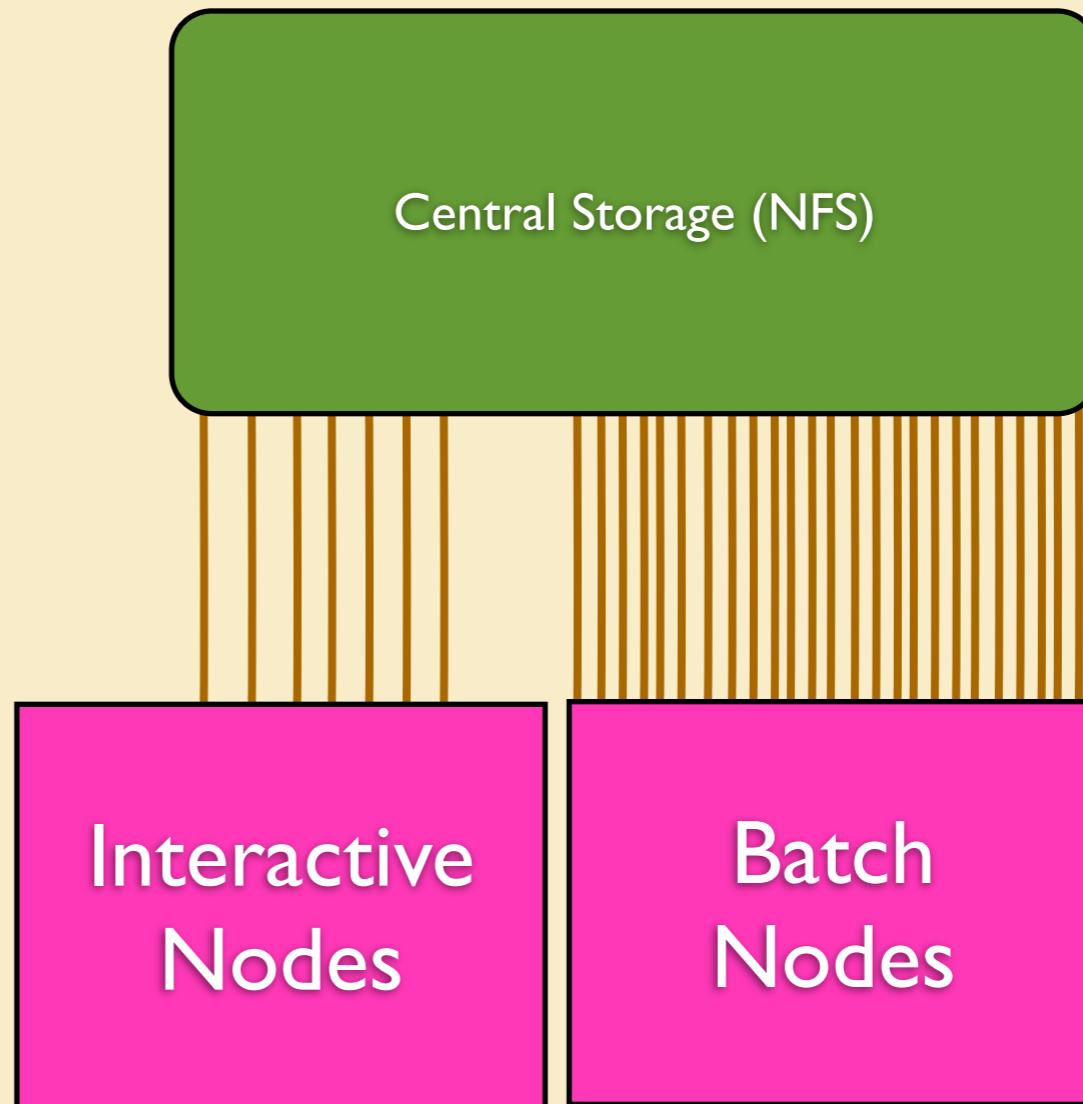 Central Storage (NFS)
Interactive
Nodes
Batch
Nodes